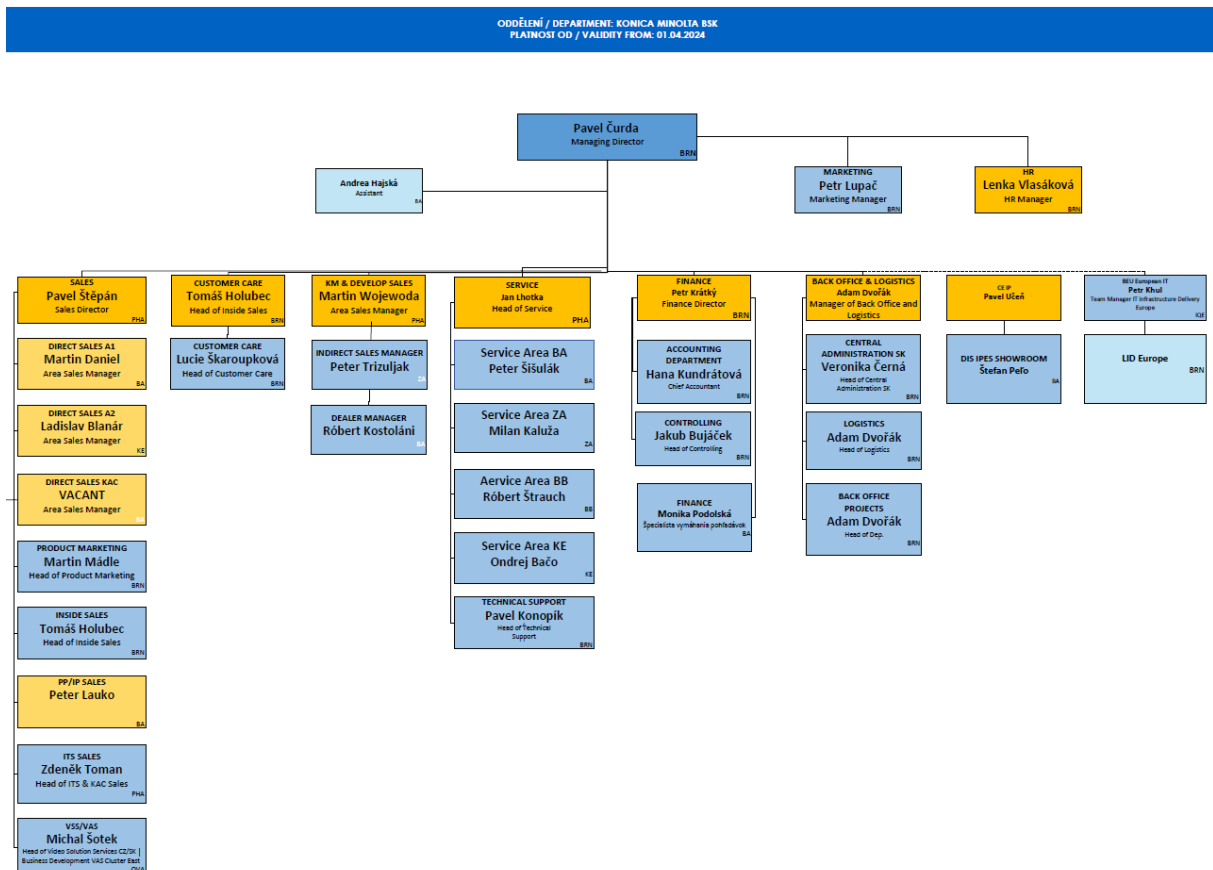 ODDĚLENÍ / DEPARTMENT: KONICA MINOLTA BSK
PLATNOST OD / VALIDITY FROM: 01.04.2024
Pavel Čurda
Managing Director
BRN
Andrea Hajská
Assistant
BA
MARKETING
Petr Lupač
Marketing Manager
BRN
HR
Lenka Vlasáková
HR Manager
BRN
SALES
Pavel Štěpán
Sales Director
PHA
DIRECT SALES A1
Martin Daniel
Area Sales Manager
BA
DIRECT SALES A2
Ladislav Blanár
Area Sales Manager
KE
DIRECT SALES KAC
VACANT
Area Sales Manager
BA
PRODUCT MARKETING
Martin Mádle
Head of Product Marketing
BRN
INSIDE SALES
Tomáš Holubec
Head of Inside Sales
BRN
PP/IP SALES
Peter Lauko
BA
ITS SALES
Zdeněk Toman
Head of ITS & KAC Sales
PHA
VSS/VAS
Michal Šotek
Head of Video Solution Services CZ/SK |
Business Development VAS Cluster East
OVA
CUSTOMER CARE
Tomáš Holubec
Head of Inside Sales
BRN
CUSTOMER CARE
Lucie Škaroupková
Head of Customer Care
BRN
KM & DEVELOP SALES
Martin Wojewoda
Area Sales Manager
PHA
INDIRECT SALES MANAGER
Peter Trizuljak
ZA
DEALER MANAGER
Róbert Kostoláni
BA
SERVICE
Jan Lhotka
Head of Service
PHA
Service Area BA
Peter Šišulák
BA
Service Area ZA
Milan Kaluža
ZA
Aervice Area BB
Róbert Štrauch
BB
Service Area KE
Ondrej Bačo
KE
TECHNICAL SUPPORT
Pavel Konopík
Head of Technical
Support
BRN
FINANCE
Petr Krátký
Finance Director
BRN
ACCOUNTING
DEPARTMENT
Hana Kundrátová
Chief Accountant
BRN
CONTROLLING
Jakub Bujáček
Head of Controlling
BRN
FINANCE
Monika Podolská
Špecialista vymáhania pohľadávok
BA
BACK OFFICE & LOGISTICS
Adam Dvořák
Manager of Back Office and
Logistics
CENTRAL
ADMINISTRATION SK
Veronika Černá
Head of Central
Administration SK
BRN
LOGISTICS
Adam Dvořák
Head of Logistics
BRN
BACK OFFICE
PROJECTS
Adam Dvořák
Head of Dep.
BRN
CE IP
Pavel Učeň
DIS IPES SHOWROOM
Štefan Peľo
BA
BEU European IT
Petr Khul
Team Manager IT Infrastructure Delivery
Europe
LID Europe
BRN